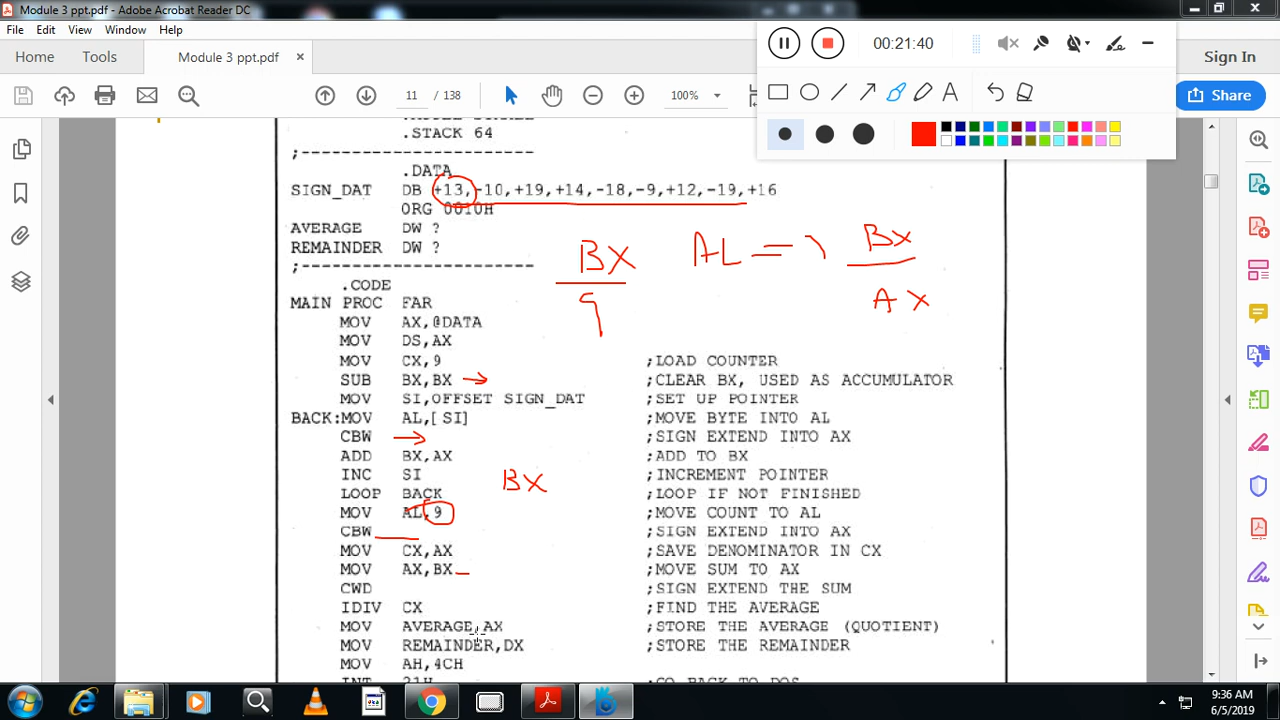 Module 3 ppt.pdf - Adobe Acrobat Reader DC
File Edit View Window Help
00:21:40
Home Tools Module 3 ppt.pdf × Sign In
11 / 138 100% Share
.STACK 64
;------------------------
.DATA
SIGN_DAT DB +13,-10,+19,+14,-18,-9,+12,-19,+16
ORG 0010H
AVERAGE DW ?
REMAINDER DW ?
;------------------------
BX AL = BX
9 AX
.CODE
MAIN PROC FAR
MOV AX,@DATA
MOV DS,AX
MOV CX,9 ;LOAD COUNTER
SUB BX,BX ;CLEAR BX, USED AS ACCUMULATOR
MOV SI,OFFSET SIGN_DAT ;SET UP POINTER
BACK:MOV AL,[ SI] ;MOVE BYTE INTO AL
CBW ;SIGN EXTEND INTO AX
ADD BX,AX ;ADD TO BX
INC SI ;INCREMENT POINTER
BX
LOOP BACK ;LOOP IF NOT FINISHED
MOV AL,9 ;MOVE COUNT TO AL
CBW ;SIGN EXTEND INTO AX
MOV CX,AX ;SAVE DENOMINATOR IN CX
MOV AX,BX ;MOVE SUM TO AX
CWD ;SIGN EXTEND THE SUM
IDIV CX ;FIND THE AVERAGE
MOV AVERAGE,AX ;STORE THE AVERAGE (QUOTIENT)
MOV REMAINDER,DX ;STORE THE REMAINDER
MOV AH,4CH
INT 21H ;GO BACK TO DOS
9:36 AM
6/5/2019